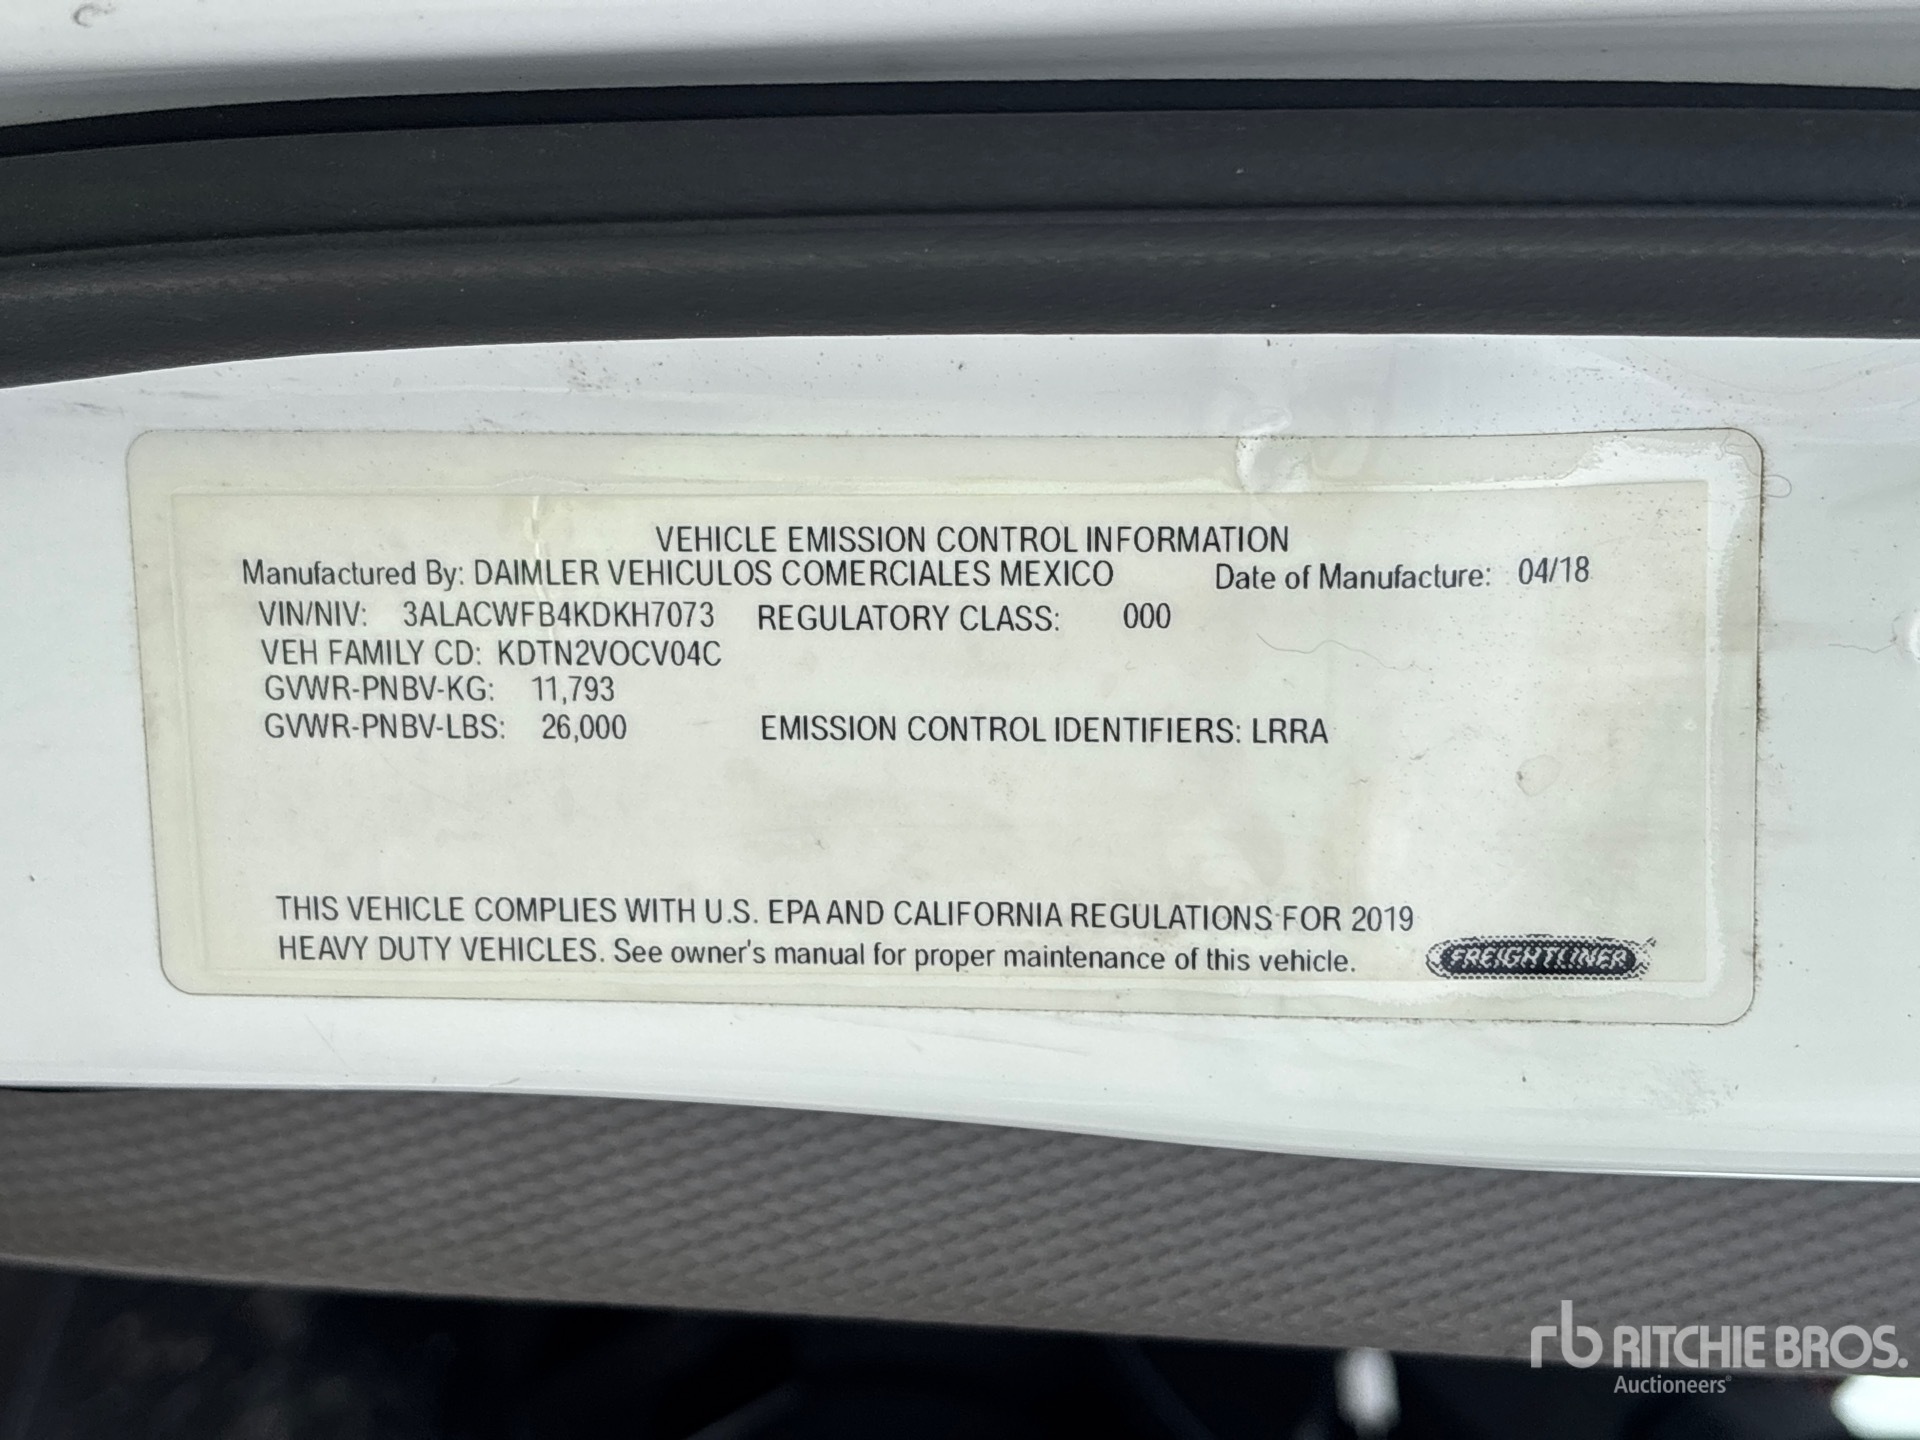 VEHICLE EMISSION CONTROL INFORMATION
Manufactured By: DAIMLER VEHICULOS COMERCIALES MEXICO Date of Manufacture: 04/18
VIN/NIV: 3ALACWFB4KDKH7073 REGULATORY CLASS: 000
VEH FAMILY CD: KDTN2VOCV04C
GVWR-PNBV-KG: 11,793
GVWR-PNBV-LBS: 26,000 EMISSION CONTROL IDENTIFIERS: LRRA
THIS VEHICLE COMPLIES WITH U.S. EPA AND CALIFORNIA REGULATIONS FOR 2019
HEAVY DUTY VEHICLES. See owner's manual for proper maintenance of this vehicle.
FREIGHTLINER
rb RITCHIE BROS.
Auctioneers